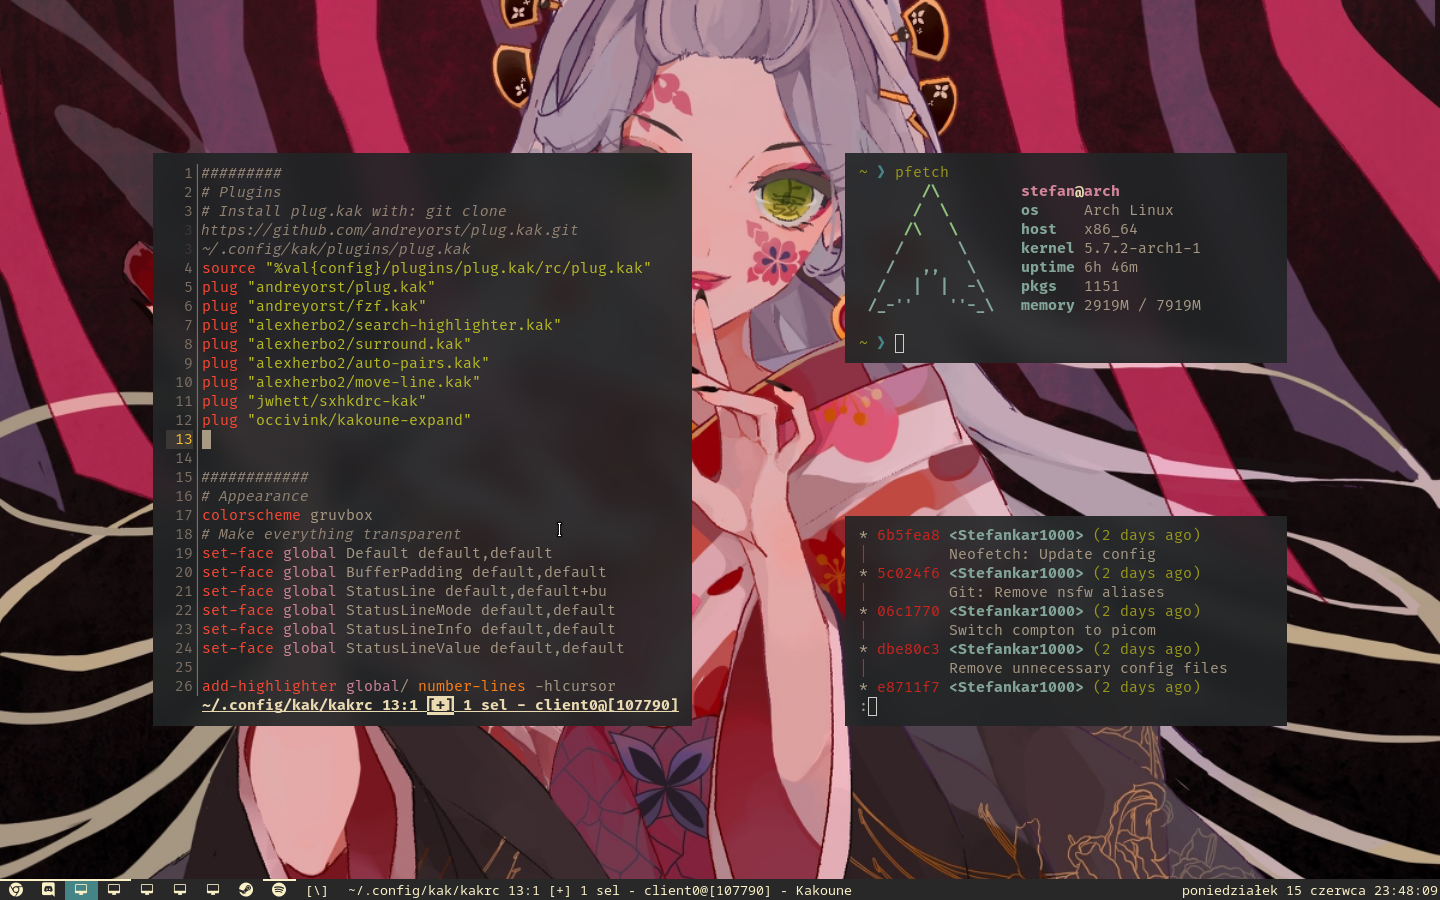 1 #########
2 # Plugins
3 # Install plug.kak with: git clone
3 https://github.com/andreyorst/plug.kak.git
3 ~/.config/kak/plugins/plug.kak
4 source "%val{config}/plugins/plug.kak/rc/plug.kak"
5 plug "andreyorst/plug.kak"
6 plug "andreyorst/fzf.kak"
7 plug "alexherbo2/search-highlighter.kak"
8 plug "alexherbo2/surround.kak"
9 plug "alexherbo2/auto-pairs.kak"
10 plug "alexherbo2/move-line.kak"
11 plug "jwhett/sxhkdrc-kak"
12 plug "occivink/kakoune-expand"
13
14
15 ############
16 # Appearance
17 colorscheme gruvbox
18 # Make everything transparent
19 set-face global Default default,default
20 set-face global BufferPadding default,default
21 set-face global StatusLine default,default+bu
22 set-face global StatusLineMode default,default
23 set-face global StatusLineInfo default,default
24 set-face global StatusLineValue default,default
25
26 add-highlighter global/ number-lines -hlcursor
~/.config/kak/kakrc 13:1 [+] 1 sel - client0@[107790]
~ ❯ pfetch
/\ stefan@arch
/ \ os Arch Linux
/\ \ host x86_64
/ \ kernel 5.7.2-arch1-1
/ ,, \ uptime 6h 46m
/ | | -\ pkgs 1151
/_-'' ''-_\ memory 2919M / 7919M
~ ❯
* 6b5fea8 <Stefankar1000> (2 days ago)
| Neofetch: Update config
* 5c024f6 <Stefankar1000> (2 days ago)
| Git: Remove nsfw aliases
* 06c1770 <Stefankar1000> (2 days ago)
| Switch compton to picom
* dbe80c3 <Stefankar1000> (2 days ago)
| Remove unnecessary config files
* e8711f7 <Stefankar1000> (2 days ago)
:
[\] ~/.config/kak/kakrc 13:1 [+] 1 sel - client0@[107790] - Kakoune poniedziałek 15 czerwca 23:48:09